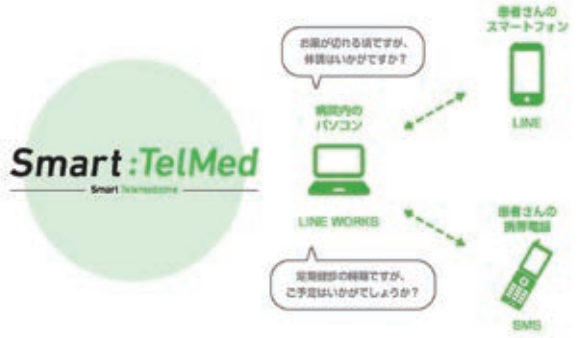 Smart:TelMed
Smart Telemedicine
お薬が切れる頃ですが、
体調はいかがですか？
病院内の
パソコン
LINE WORKS
定期健診の時期ですが、
ご予定はいかがでしょうか？
患者さんの
スマートフォン
LINE
患者さんの
携帯電話
SMS